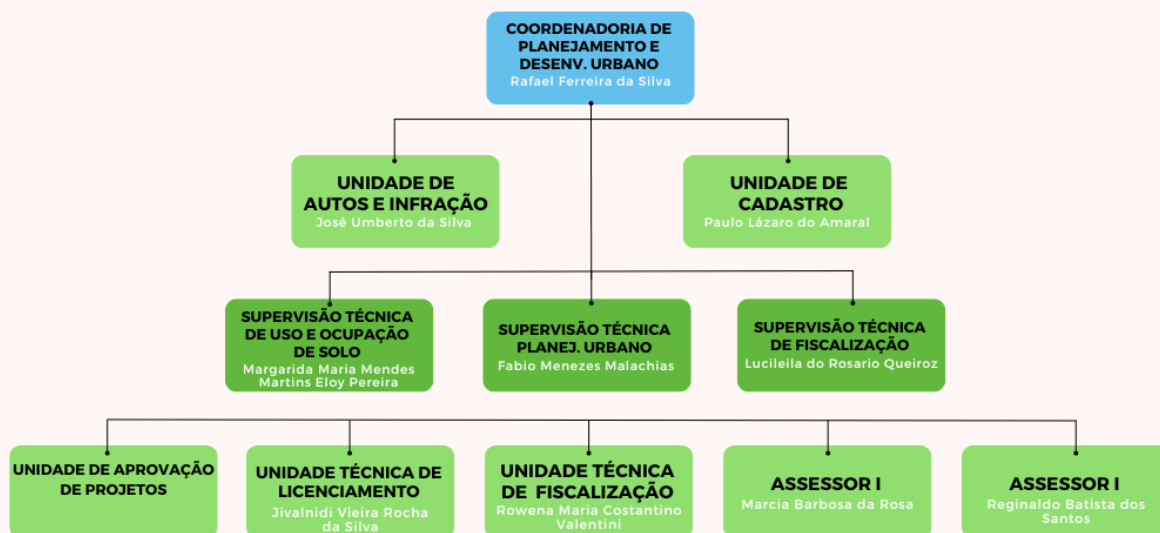 COORDENADORIA DE
PLANEJAMENTO E
DESENV. URBANO
Rafael Ferreira da Silva
UNIDADE DE
AUTOS E INFRAÇÃO
José Umberto da Silva
UNIDADE DE
CADASTRO
Paulo Lázaro do Amaral
SUPERVISÃO TÉCNICA
DE USO E OCUPAÇÃO
DE SOLO
Margarida Maria Mendes
Martins Eloy Pereira
SUPERVISÃO TÉCNICA
PLANEJ. URBANO
Fabio Menezes Malachias
SUPERVISÃO TÉCNICA
DE FISCALIZAÇÃO
Lucileila do Rosario Queiroz
UNIDADE DE APROVAÇÃO
DE PROJETOS
UNIDADE TÉCNICA DE
LICENCIAMENTO
Jivalnidi Vieira Rocha
da Silva
UNIDADE TÉCNICA
DE FISCALIZAÇÃO
Rowena Maria Costantino
Valentini
ASSESSOR I
Marcia Barbosa da Rosa
ASSESSOR I
Reginaldo Batista dos
Santos